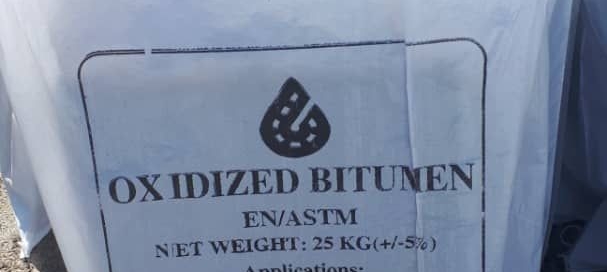 OXIDIZED BITUMEN
EN/ASTM
NET WEIGHT: 25 KG(+/-5%)
Applications: